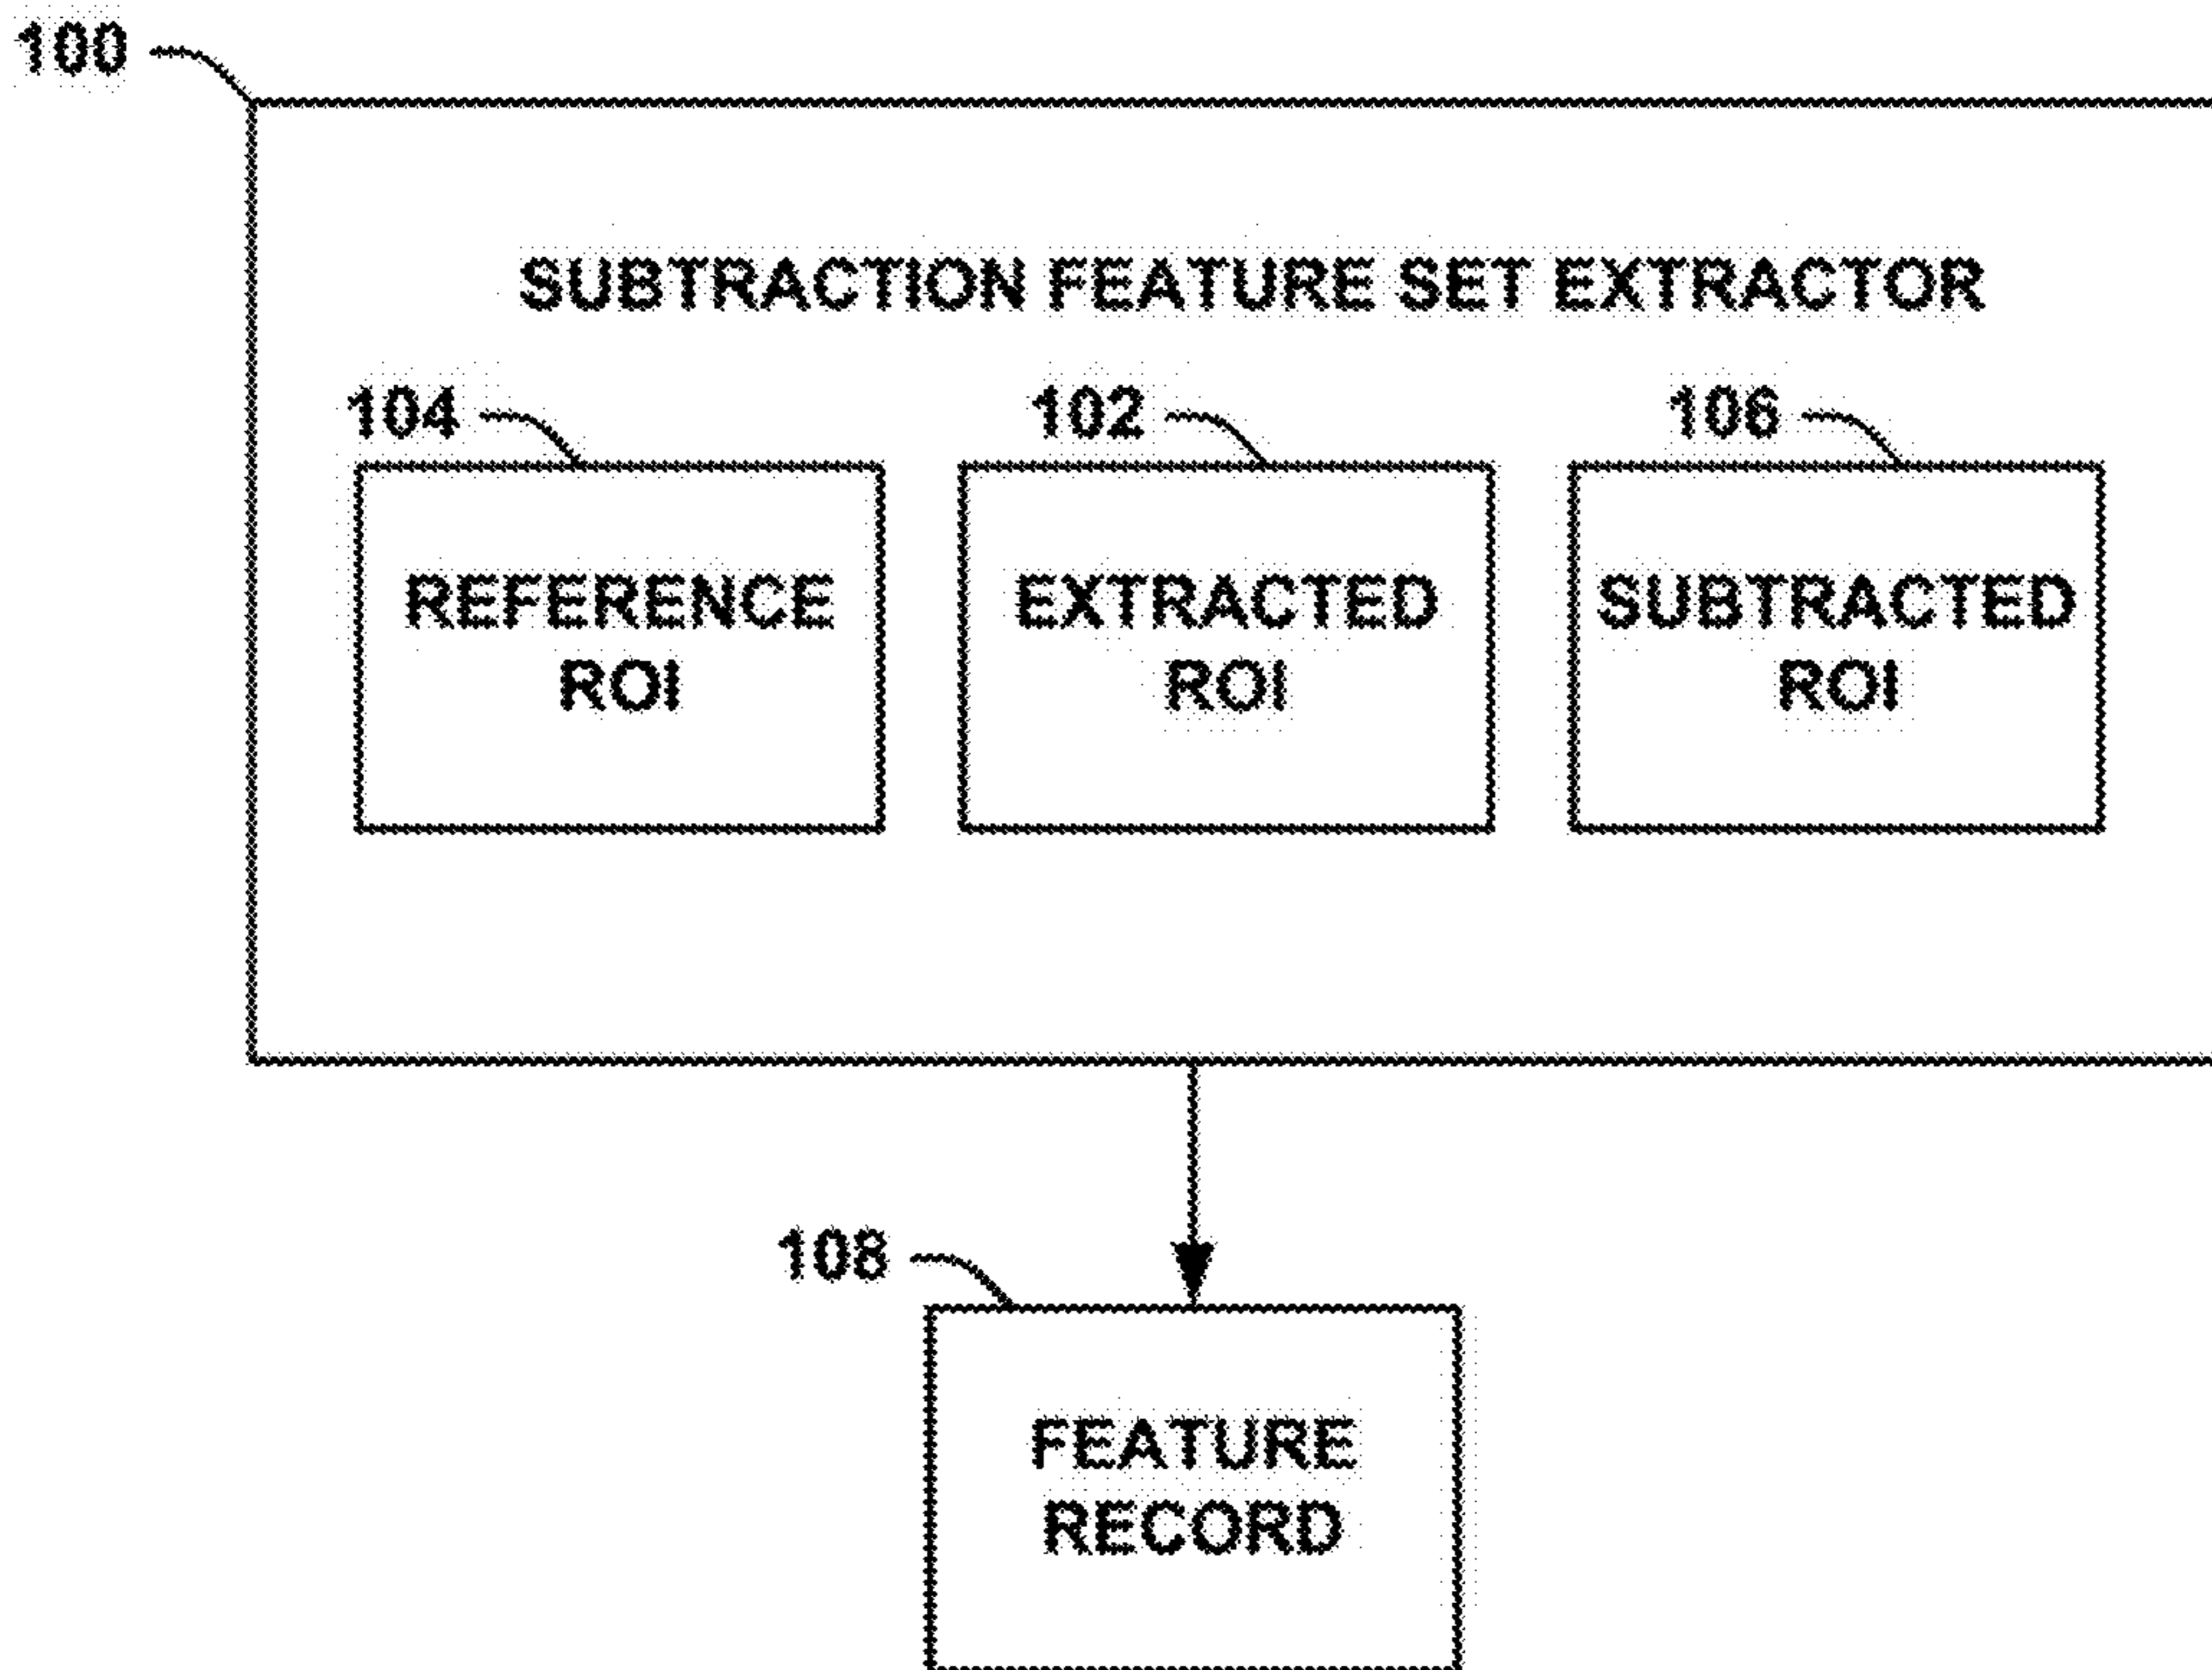 100
SUBTRACTION FEATURE SET EXTRACTOR
104
102
106
REFERENCE
ROI
EXTRACTED
ROI
SUBTRACTED
ROI
108
FEATURE
RECORD